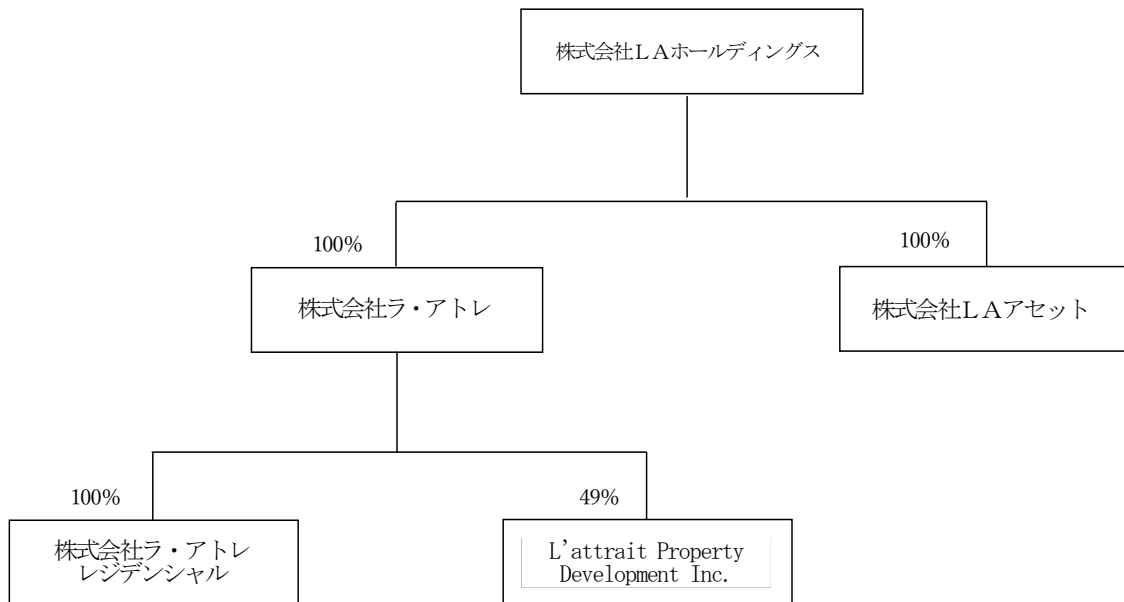 株式会社ＬＡホールディングス
100%
100%
株式会社ラ・アトレ
株式会社ＬＡアセット
100%
49%
株式会社ラ・アトレ
レジデンシャル
L’attrait Property
Development Inc.